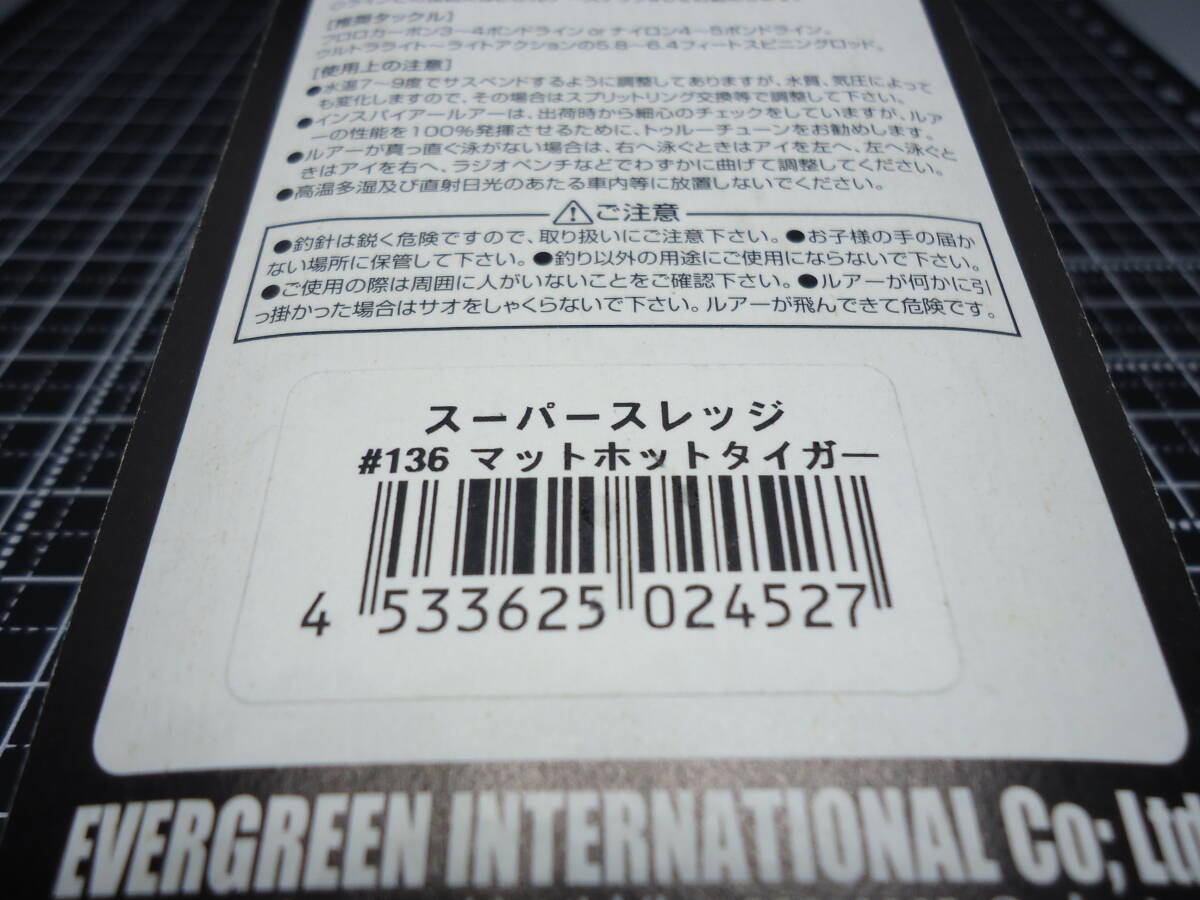 [推奨タックル]
フロロカーボン3〜4ポンドライン or ナイロン4〜5ポンドライン。
ウルトラライト〜ライトアクションの5.8〜6.4フィートスピニングロッド。
[使用上の注意]
●水温7〜9度でサスペンドするように調整してありますが、水質、気圧によって
も変化しますので、その場合はスプリットリング交換等で調整して下さい。
●インスパイアールアーは、出荷時から細心のチェックをしていますが、ルア
ーの性能を100%発揮させるために、トゥルーチューンをお勧めします。
●ルアーが真っ直ぐ泳がない場合は、右へ泳ぐときはアイを左へ、左へ泳ぐと
きはアイを右へ、ラジオペンチなどでわずかに曲げて調整してください。
●高温多湿及び直射日光のあたる車内等に放置しないでください。
⚠ご注意
●釣針は鋭く危険ですので、取り扱いにご注意下さい。●お子様の手の届か
ない場所に保管して下さい。●釣り以外の用途にご使用にならないで下さい。
●ご使用の際は周囲に人がいないことをご確認下さい。●ルアーが何かに引
っ掛かった場合はサオをしゃくらないで下さい。ルアーが飛んできて危険です。
スーパースレッジ
#136 マットホットタイガー
4 533625 024527
EVERGREEN INTERNATIONAL Co; Ltd